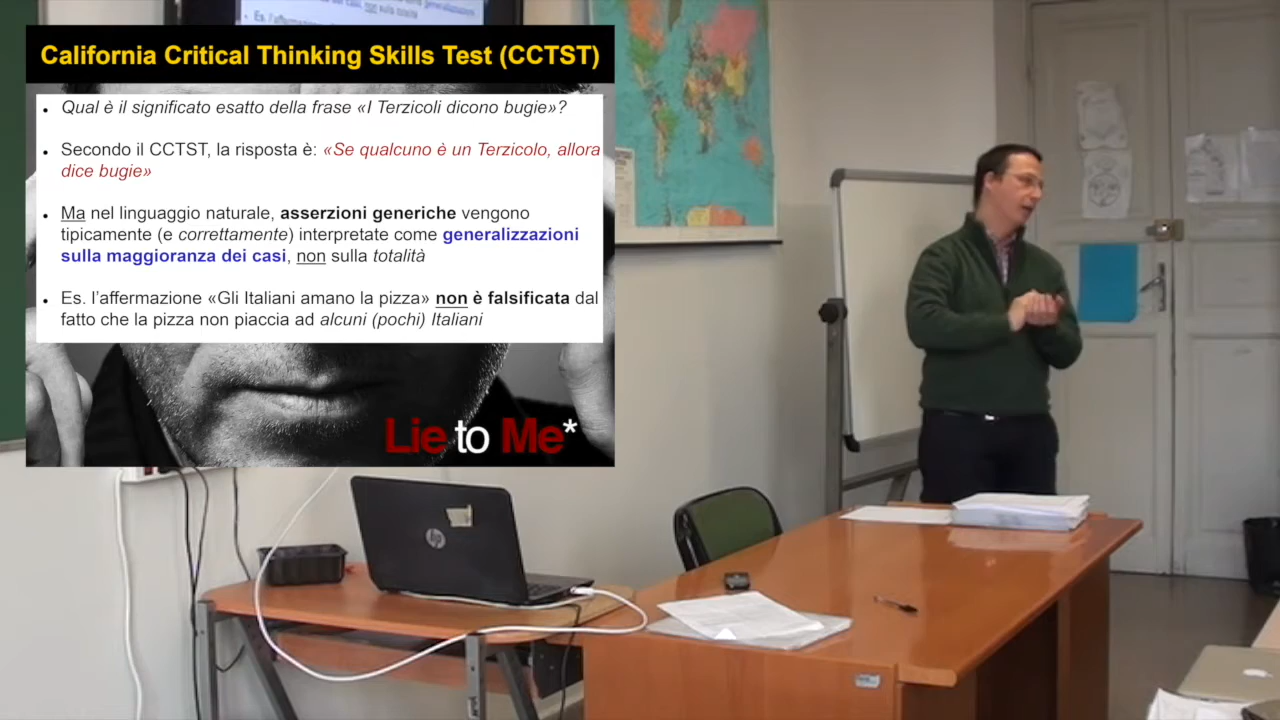 Es. l'affermazione
California Critical Thinking Skills Test (CCTST)
• Qual è il significato esatto della frase «I Terzicoli dicono bugie»?
• Secondo il CCTST, la risposta è: «Se qualcuno è un Terzicolo, allora
dice bugie»
• Ma nel linguaggio naturale, asserzioni generiche vengono
tipicamente (e correttamente) interpretate come generalizzazioni
sulla maggioranza dei casi, non sulla totalità
• Es. l'affermazione «Gli Italiani amano la pizza» non è falsificata dal
fatto che la pizza non piaccia ad alcuni (pochi) Italiani
Lie to Me*
hp